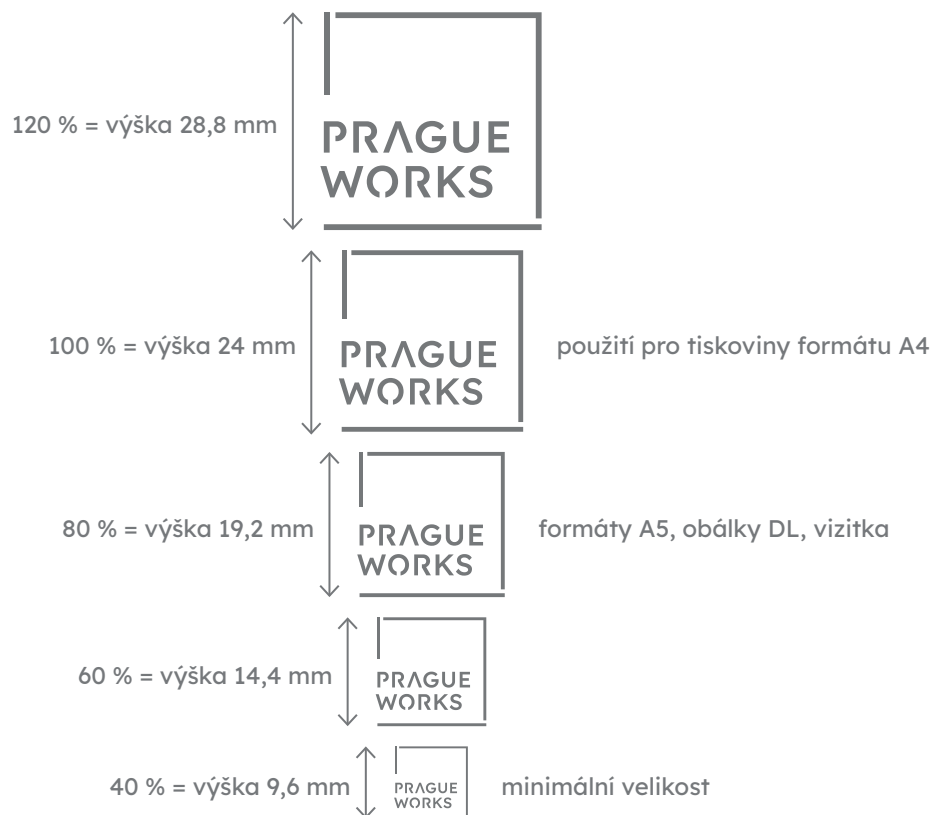 120 % = výška 28,8 mm
PRAGUE
WORKS
100 % = výška 24 mm
PRAGUE
WORKS
použití pro tiskoviny formátu A4
80 % = výška 19,2 mm
PRAGUE
WORKS
formáty A5, obálky DL, vizitka
60 % = výška 14,4 mm
PRAGUE
WORKS
40 % = výška 9,6 mm
PRAGUE
WORKS
minimální velikost